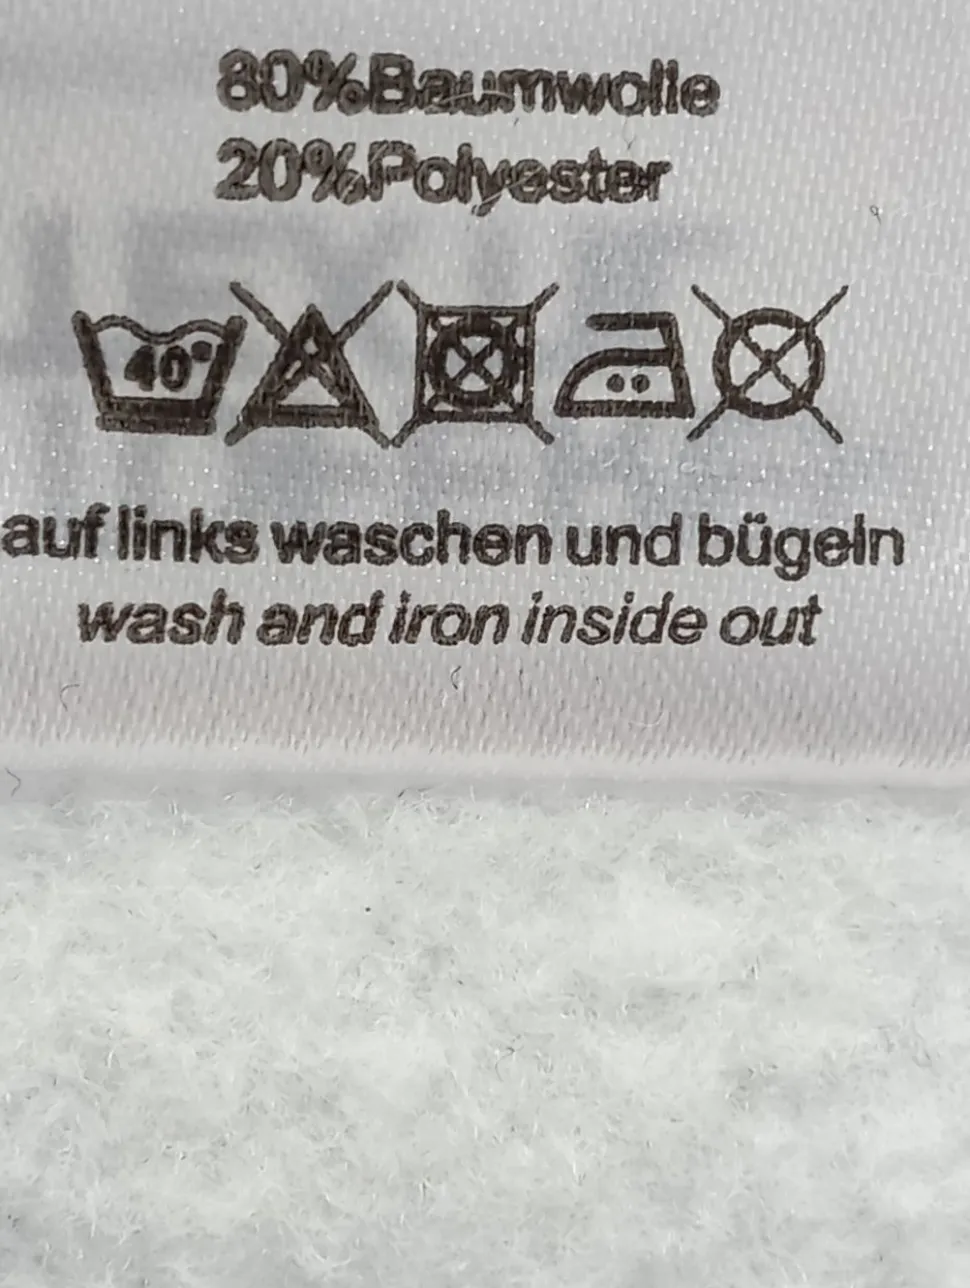 80%Baumwolle
20%Polyester
40°
auf links waschen und bügeln
wash and iron inside out